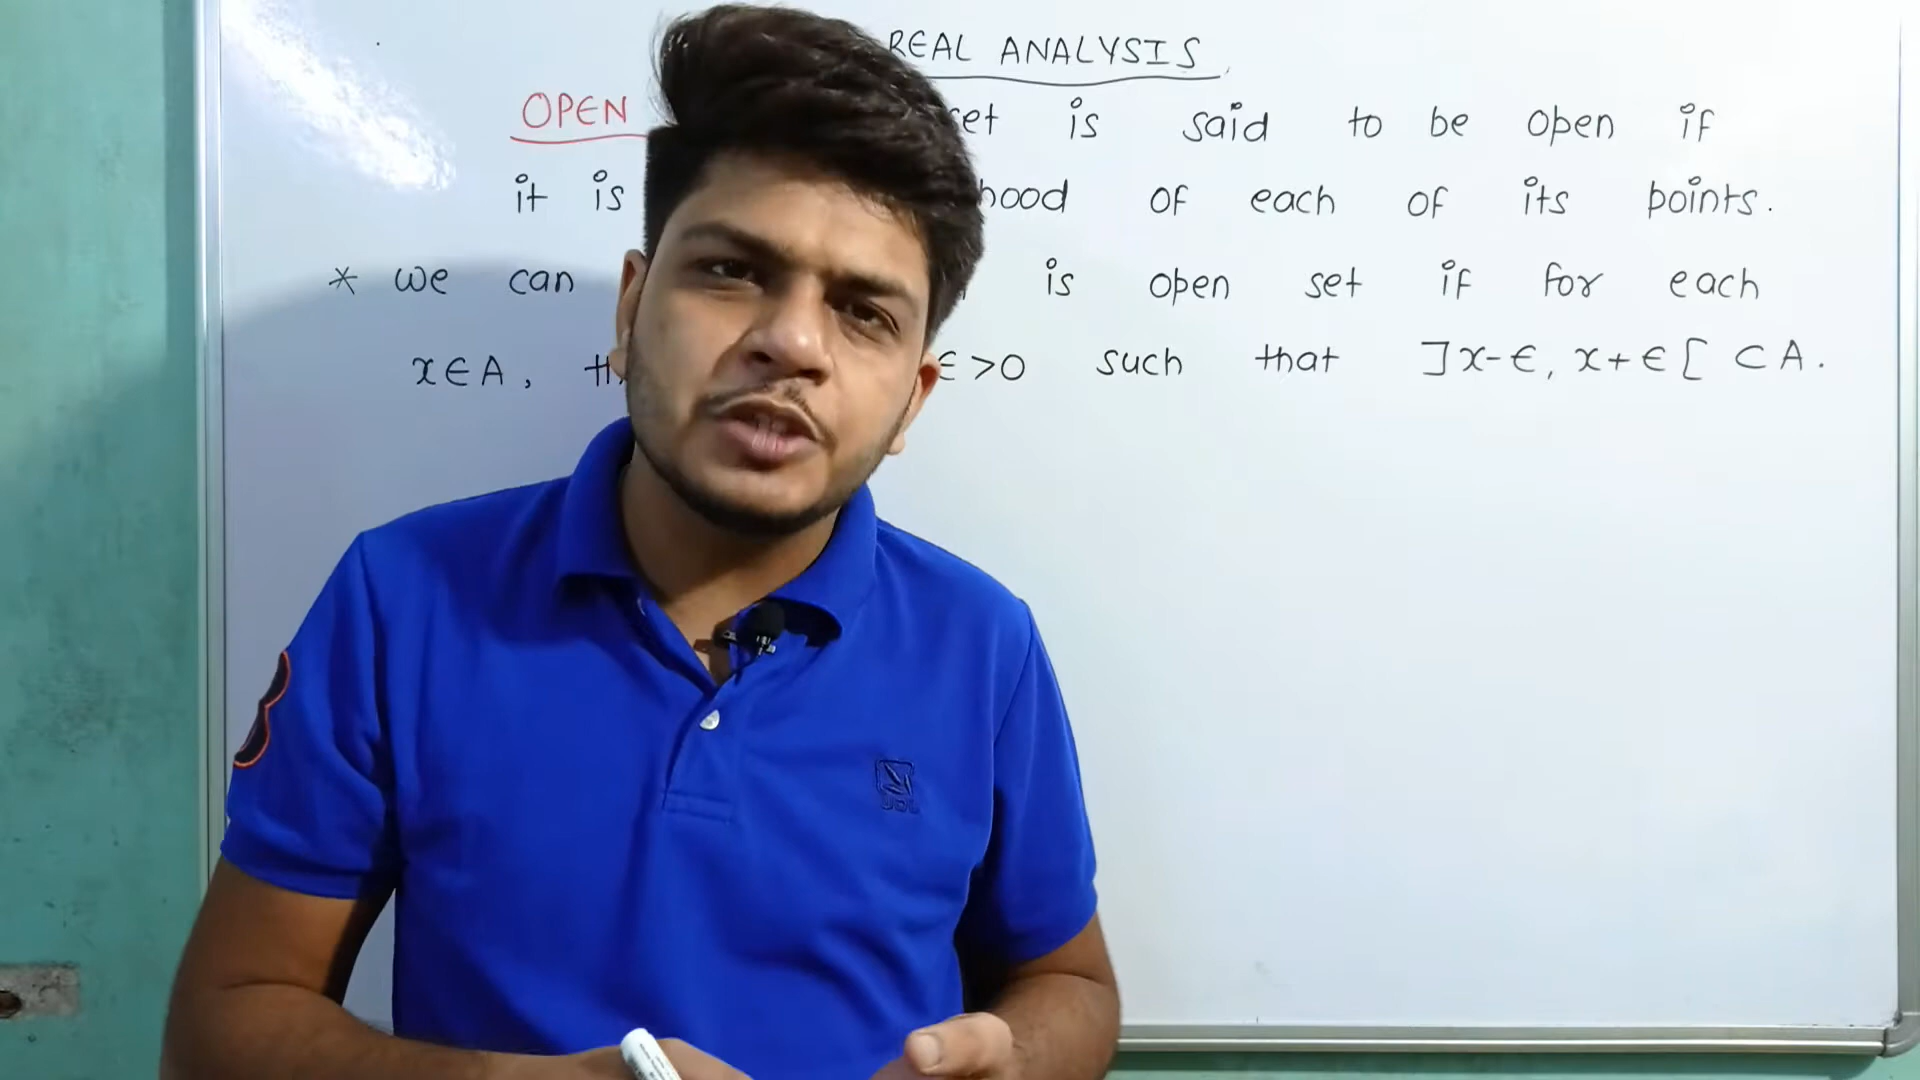 REAL ANALYSIS
OPEN set is said to be open if
it is hood of each of its points.
* we can is open set if for each
x∈A, ∈>0 such that ]x-∈, x+∈[ ⊂A.